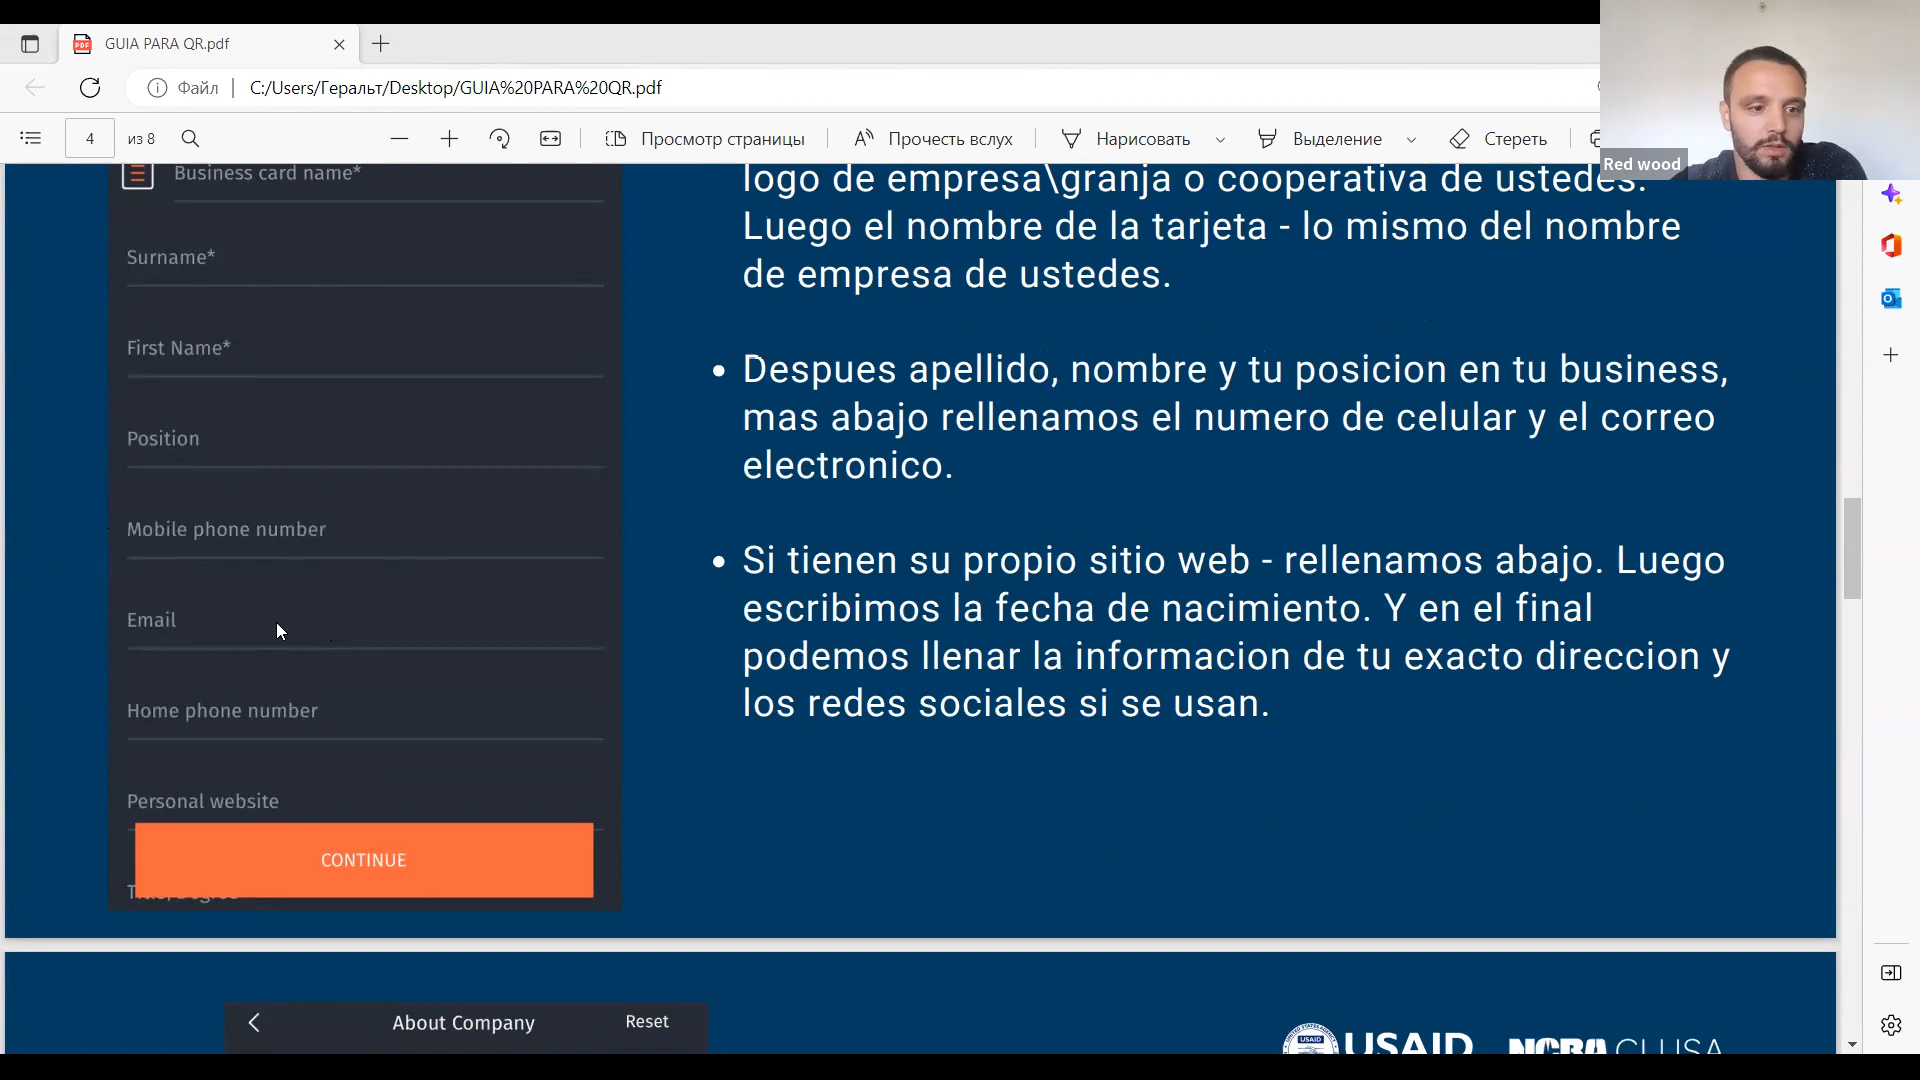 GUIA PARA QR.pdf
Файл
C:/Users/Геральт/Desktop/GUIA%20PARA%20QR.pdf
4 из 8
Просмотр страницы
Прочесть вслух
Нарисовать
Выделение
Стереть
Red wood
Business card name*
Surname*
First Name*
Position
Mobile phone number
Email
Home phone number
Personal website
CONTINUE
logo de empresa\granja o cooperativa de ustedes.
Luego el nombre de la tarjeta - lo mismo del nombre
de empresa de ustedes.
Despues apellido, nombre y tu posicion en tu business,
mas abajo rellenamos el numero de celular y el correo
electronico.
Si tienen su propio sitio web - rellenamos abajo. Luego
escribimos la fecha de nacimiento. Y en el final
podemos llenar la informacion de tu exacto direccion y
los redes sociales si se usan.
About Company
Reset
USAID
NCBA CLUSA